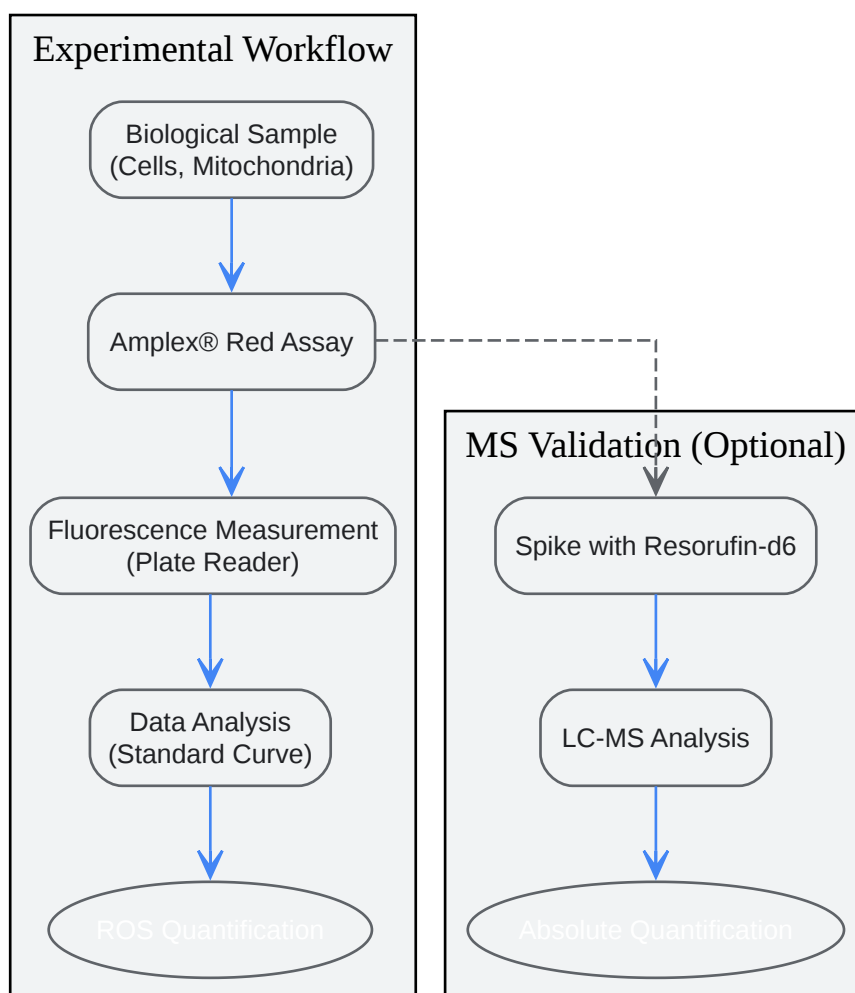 Experimental Workflow
Biological Sample
(Cells, Mitochondria)
Amplex® Red Assay
Fluorescence Measurement
(Plate Reader)
Data Analysis
(Standard Curve)
ROS Quantification
MS Validation (Optional)
Spike with Resorufin-d6
LC-MS Analysis
Absolute Quantification